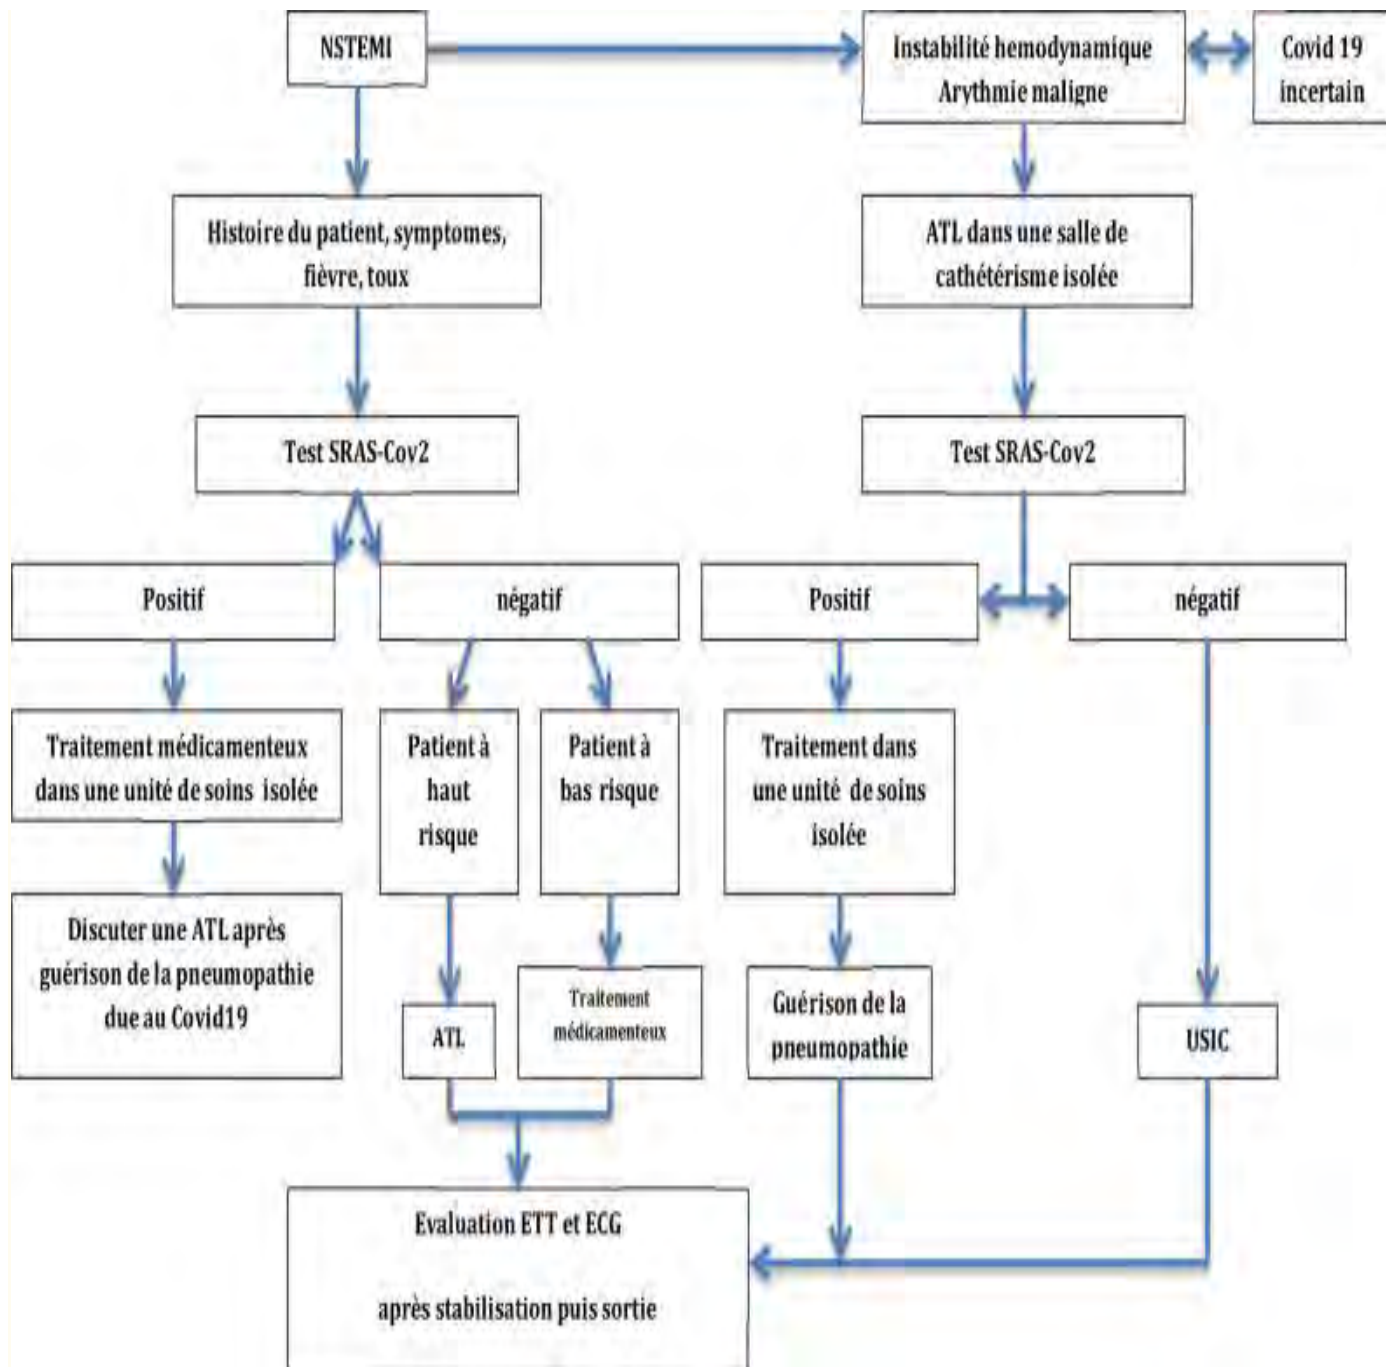 NSTEMI
Instabilité hemodynamique
Arythmie maligne
Covid 19
incertain
Histoire du patient, symptomes,
fièvre, toux
ATL dans une salle de
cathétérisme isolée
Test SRAS-Cov2
Test SRAS-Cov2
Positif
négatif
Positif
négatif
Traitement médicamenteux
dans une unité de soins isolée
Patient à
haut
risque
Patient à
bas risque
Traitement dans
une unité de soins
isolée
Discuter une ATL après
guérison de la pneumopathie
due au Covid19
ATL
Traitement
médicamenteux
Guérison de la
pneumopathie
USIC
Evaluation ETT et ECG
après stabilisation puis sortie